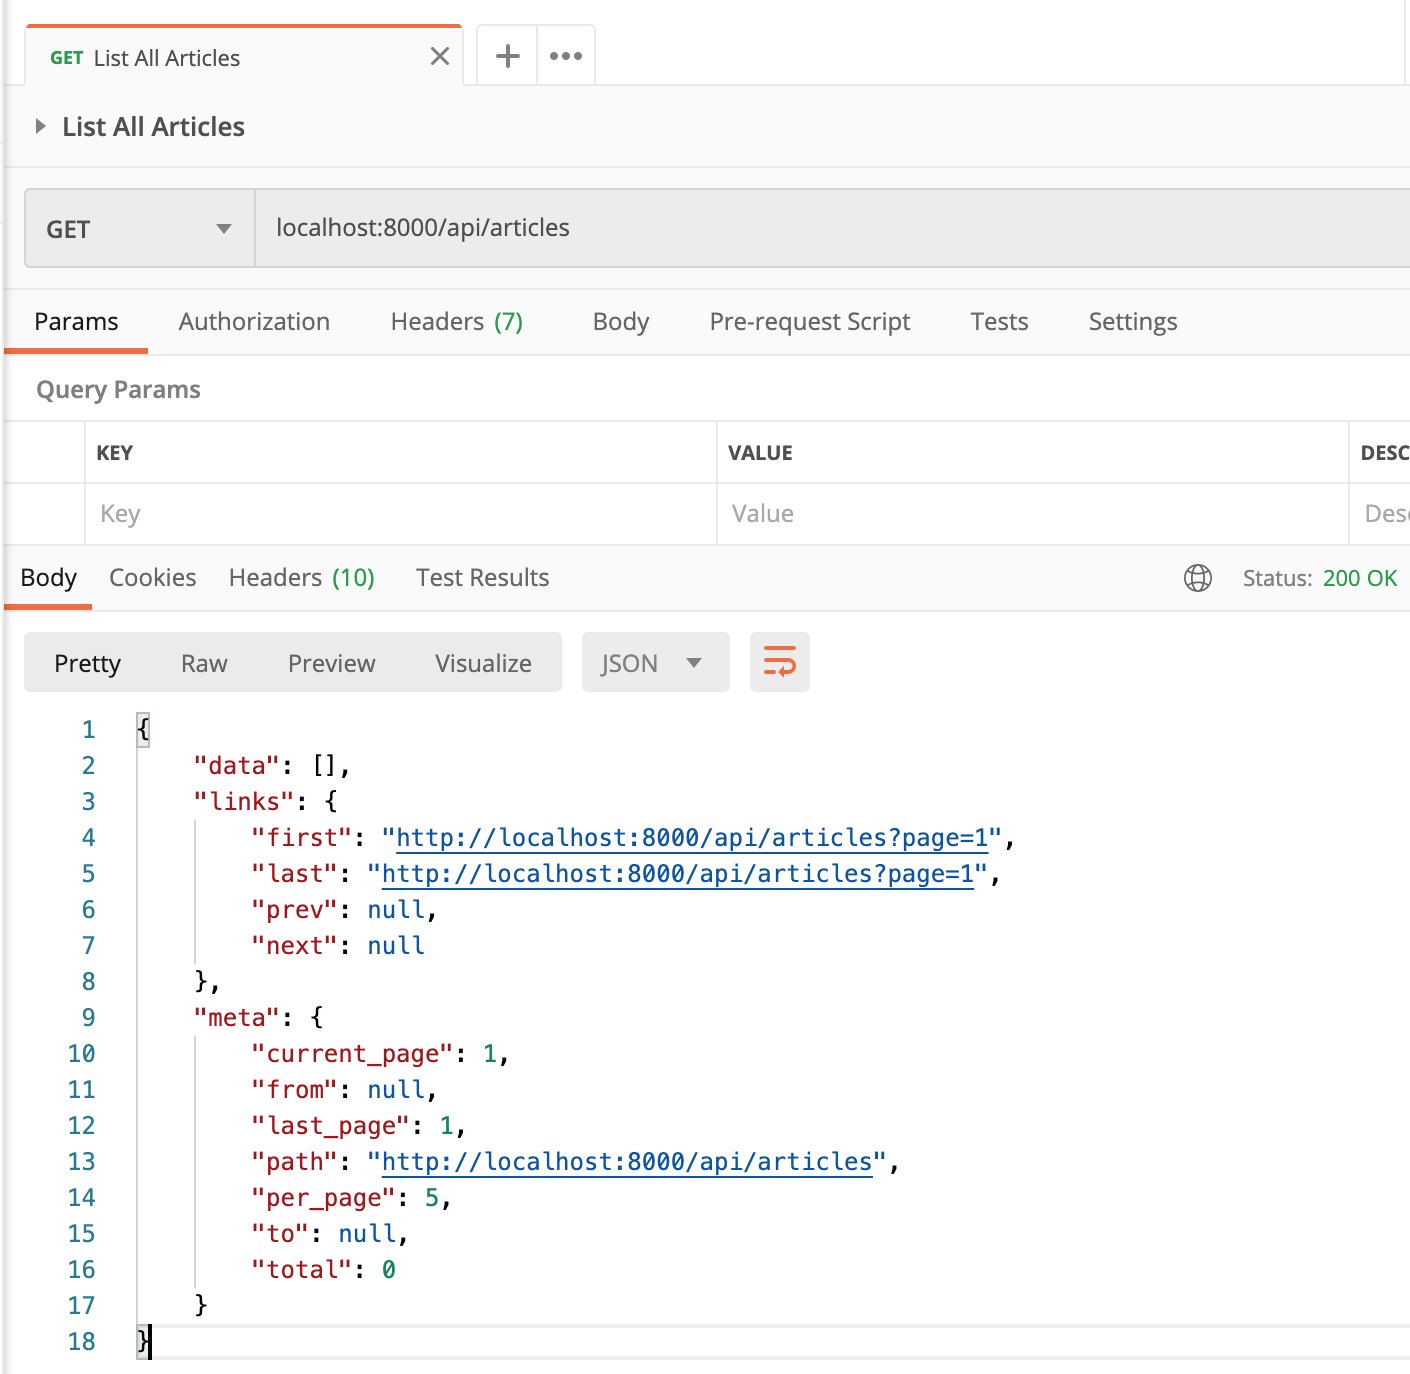 GET List All Articles
List All Articles
GET localhost:8000/api/articles
Params Authorization Headers (7) Body Pre-request Script Tests Settings
Query Params
KEY VALUE DESC
Key Value Desc
Body Cookies Headers (10) Test Results Status: 200 OK
Pretty Raw Preview Visualize JSON
1 {
2 "data": [],
3 "links": {
4 "first": "http://localhost:8000/api/articles?page=1",
5 "last": "http://localhost:8000/api/articles?page=1",
6 "prev": null,
7 "next": null
8 },
9 "meta": {
10 "current_page": 1,
11 "from": null,
12 "last_page": 1,
13 "path": "http://localhost:8000/api/articles",
14 "per_page": 5,
15 "to": null,
16 "total": 0
17 }
18 }